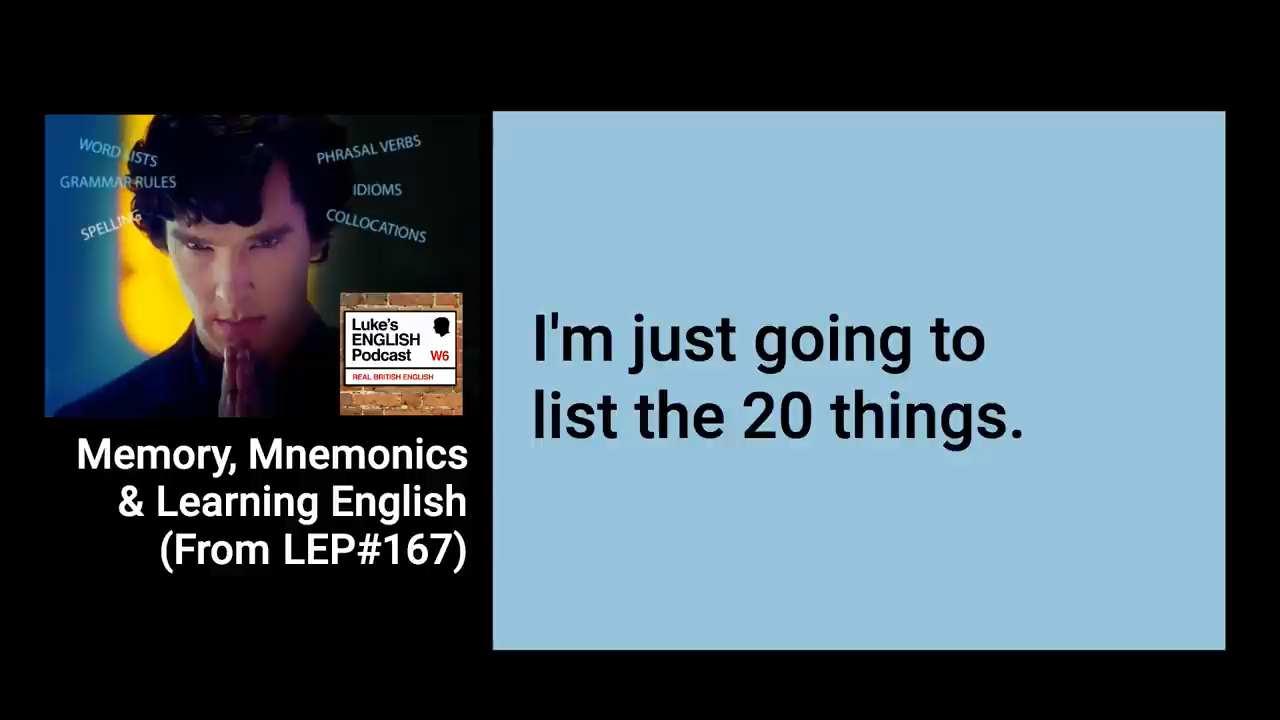 WORD LISTS
GRAMMAR RULES
SPELLING
PHRASAL VERBS
IDIOMS
COLLOCATIONS
Luke's
ENGLISH
Podcast
W6
REAL BRITISH ENGLISH
Memory, Mnemonics
& Learning English
(From LEP#167)
I'm just going to
list the 20 things.